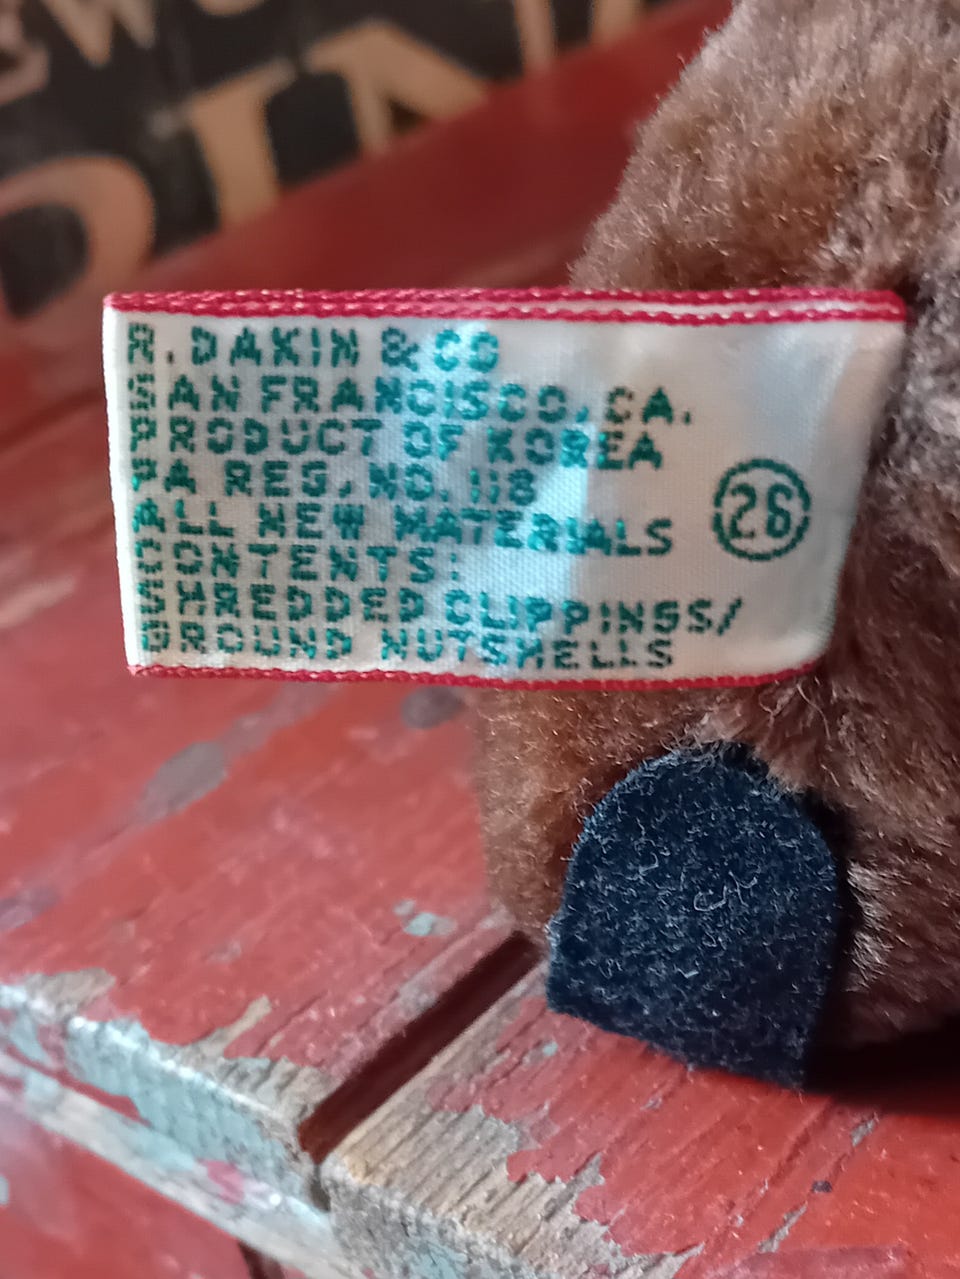 R. DAKIN & CO
SAN FRANCISCO, CA.
PRODUCT OF KOREA
PA REG. NO. 118
ALL NEW MATERIALS
CONTENTS:
SHREDDED CLIPPINGS/
GROUND NUTSHELLS
26